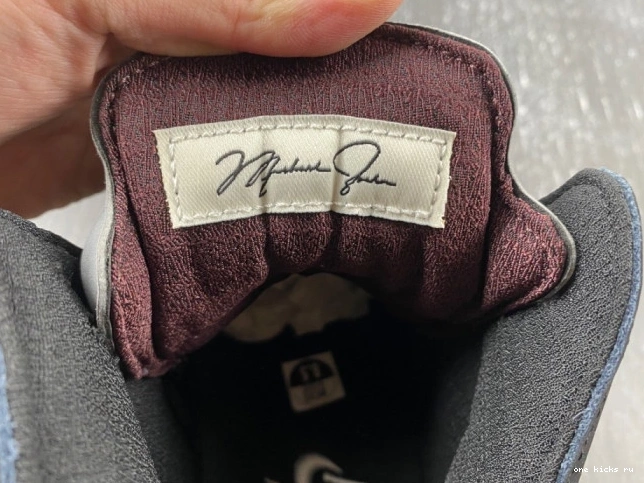 Michael Jordan
one kicks ru